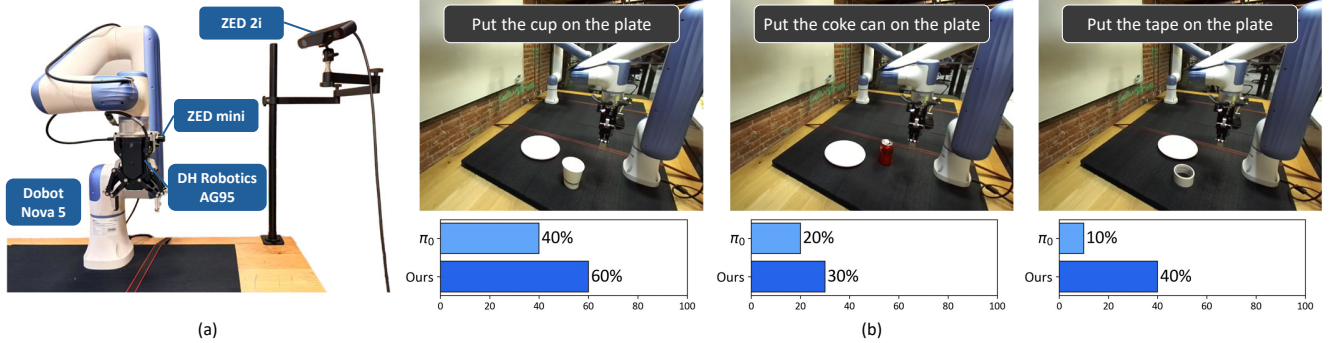 ZED 2i
ZED mini
DH Robotics
AG95
Dobot
Nova 5
(a)
Put the cup on the plate
Put the coke can on the plate
Put the tape on the plate
π₀
40%
Ours
60%
0 20 40 60 80 100
π₀
20%
Ours
30%
0 20 40 60 80 100
π₀
10%
Ours
40%
0 20 40 60 80 100
(b)